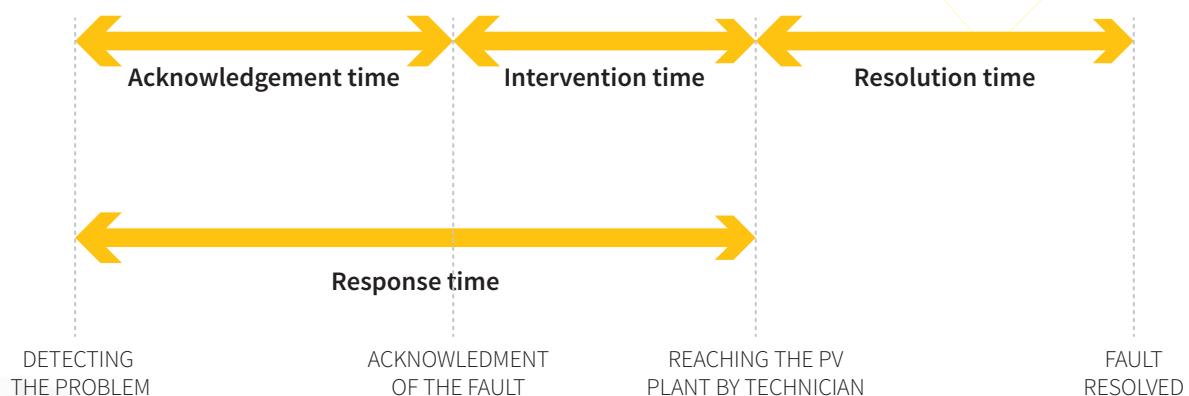 Acknowledgement time
Intervention time
Resolution time
Response time
DETECTING
THE PROBLEM
ACKNOWLEDMENT
OF THE FAULT
REACHING THE PV
PLANT BY TECHNICIAN
FAULT
RESOLVED